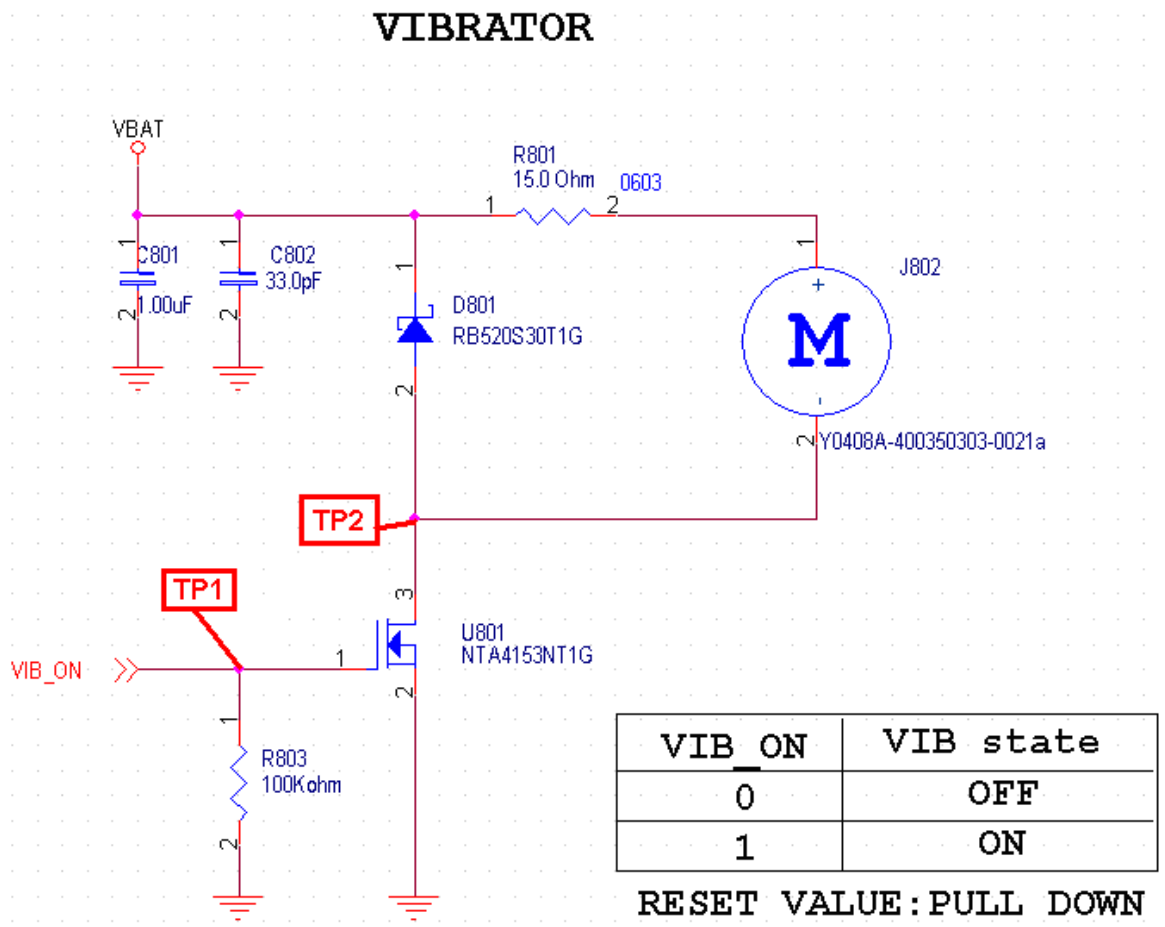 VIBRATOR
VBAT
R801
15.0 Ohm
0603
1
2
1
C801
1.00uF
2
1
C802
33.0pF
2
1
D801
RB520S30T1G
2
1
J802
+
M
-
2
Y0408A-400350303-0021a
TP2
TP1
3
U801
NTA4153NT1G
1
2
VIB_ON
1
R803
100Kohm
2
VIB_ON VIB state
0 OFF
1 ON
RESET VALUE:PULL DOWN